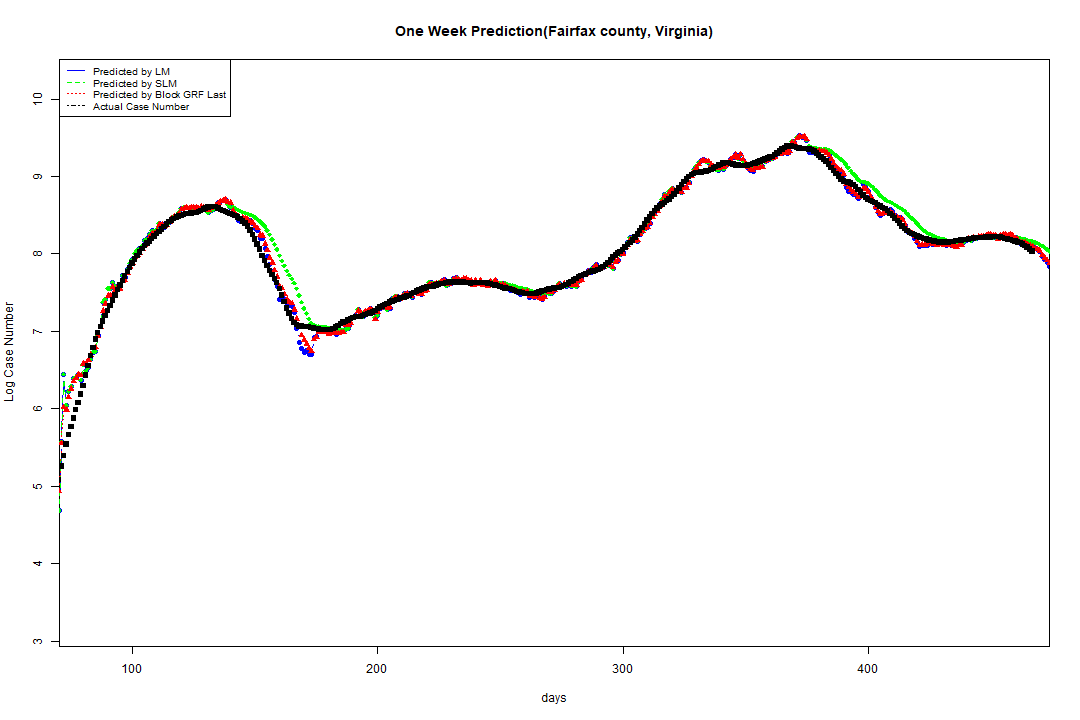 One Week Prediction(Fairfax county, Virginia)
Predicted by LM
Predicted by SLM
Predicted by Block GRF Last
Actual Case Number
10
9
8
7
6
5
4
3
Log Case Number
100 200 300 400
days